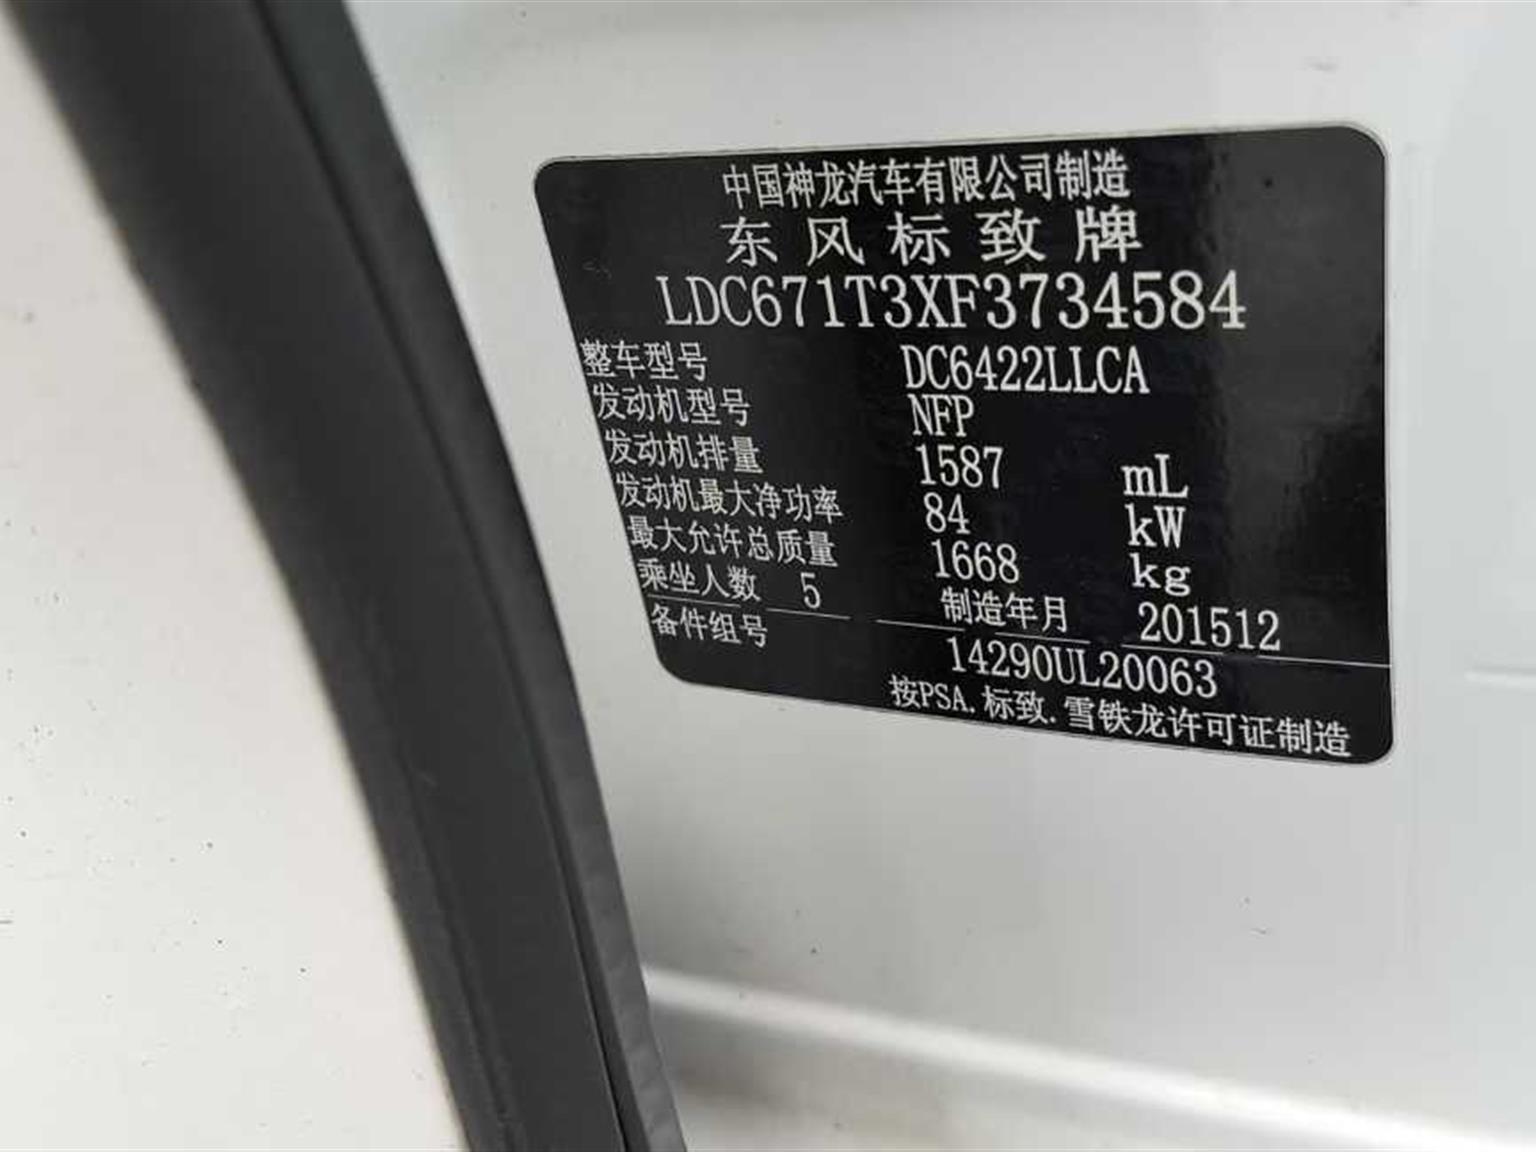 中国神龙汽车有限公司制造
东风标致牌
LDC671T3XF3734584
整车型号 DC6422LLCA
发动机型号 NFP
发动机排量 1587 mL
发动机最大净功率 84 kW
最大允许总质量 1668 kg
乘坐人数 5 制造年月 201512
备件组号 14290UL20063
按PSA.标致.雪铁龙许可证制造